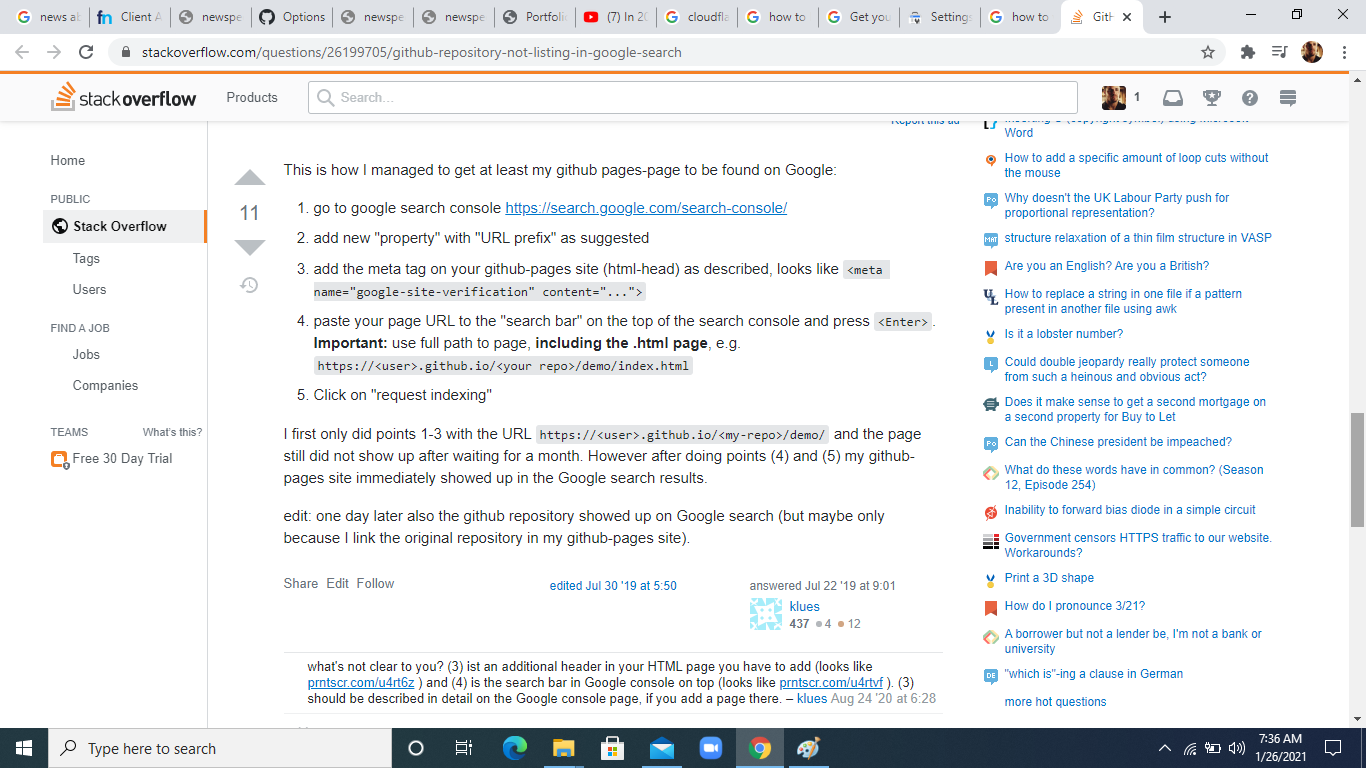 news ab
Client A
newspe
Options
newspe
newspe
Portfoli
(7) In 20
cloudfla
how to
Get you
Settings
how to
GitH
stackoverflow.com/questions/26199705/github-repository-not-listing-in-google-search
stack overflow
Products
Search...
1
Home
PUBLIC
Stack Overflow
Tags
Users
FIND A JOB
Jobs
Companies
TEAMS
What's this?
Free 30 Day Trial
Report this ad
11
This is how I managed to get at least my github pages-page to be found on Google:
1. go to google search console https://search.google.com/search-console/
2. add new "property" with "URL prefix" as suggested
3. add the meta tag on your github-pages site (html-head) as described, looks like <meta
name="google-site-verification" content="...">
4. paste your page URL to the "search bar" on the top of the search console and press <Enter>.
Important: use full path to page, including the .html page, e.g.
https://<user>.github.io/<your repo>/demo/index.html
5. Click on "request indexing"
I first only did points 1-3 with the URL https://<user>.github.io/<my-repo>/demo/ and the page
still did not show up after waiting for a month. However after doing points (4) and (5) my github-
pages site immediately showed up in the Google search results.
edit: one day later also the github repository showed up on Google search (but maybe only
because I link the original repository in my github-pages site).
Share Edit Follow
edited Jul 30 '19 at 5:50
answered Jul 22 '19 at 9:01
klues
437 4 12
what's not clear to you? (3) ist an additional header in your HTML page you have to add (looks like
prntscr.com/u4rt6z ) and (4) is the search bar in Google console on top (looks like prntscr.com/u4rtvf ). (3)
should be described in detail on the Google console page, if you add a page there. – klues Aug 24 '20 at 6:28
Word
How to add a specific amount of loop cuts without
the mouse
Why doesn't the UK Labour Party push for
proportional representation?
structure relaxation of a thin film structure in VASP
Are you an English? Are you a British?
How to replace a string in one file if a pattern
present in another file using awk
Is it a lobster number?
Could double jeopardy really protect someone
from such a heinous and obvious act?
Does it make sense to get a second mortgage on
a second property for Buy to Let
Can the Chinese president be impeached?
What do these words have in common? (Season
12, Episode 254)
Inability to forward bias diode in a simple circuit
Government censors HTTPS traffic to our website.
Workarounds?
Print a 3D shape
How do I pronounce 3/21?
A borrower but not a lender be, I'm not a bank or
university
"which is"-ing a clause in German
more hot questions
Type here to search
7:36 AM
1/26/2021